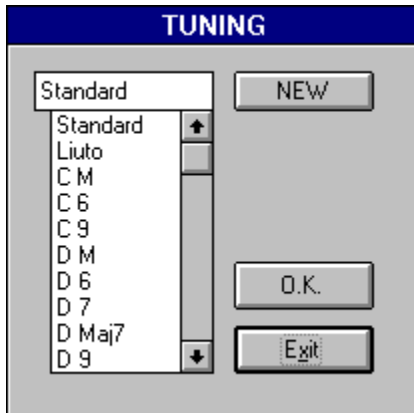 TUNING
Standard
NEW
Standard
Liuto
C M
C 6
C 9
D M
D 6
D 7
D Maj7
D 9
O.K.
Exit